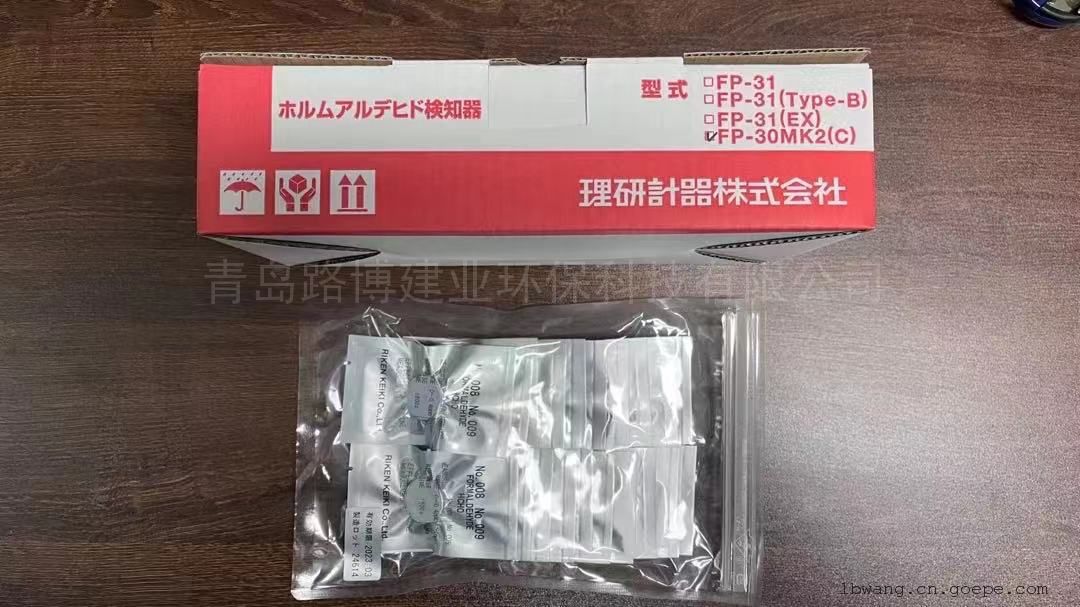 ホルムアルデヒド検知器
型式
□FP-31
□FP-31(Type-B)
□FP-31(EX)
☑FP-30MK2(C)
理研計器株式会社
青岛路博建业环保科技有限公司
RIKEN KEIKI Co., Ltd
008 No. 009
HCHO
RIKEN KEIKI Co., Ltd
No. 008 No. 009
FORMALDEHYDE
HCHO
有効期限 2023-03
製造ロット 24614
lbwang.cn.goepe.com